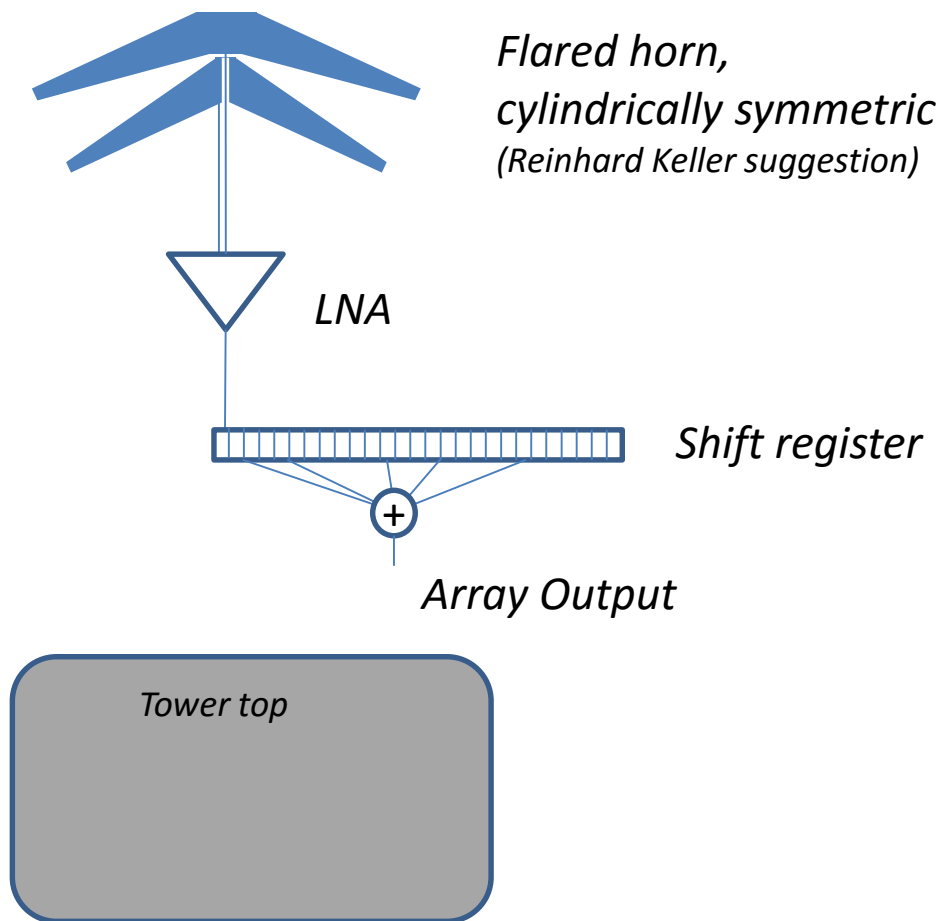 Flared horn,
cylindrically symmetric
(Reinhard Keller suggestion)
LNA
Shift register
+
Array Output
Tower top